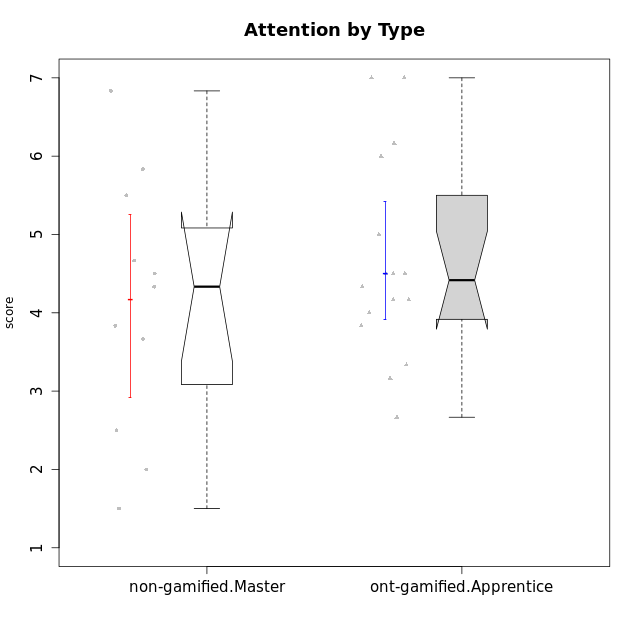 Attention by Type
score
7
6
5
4
3
2
1
non-gamified.Master
ont-gamified.Apprentice